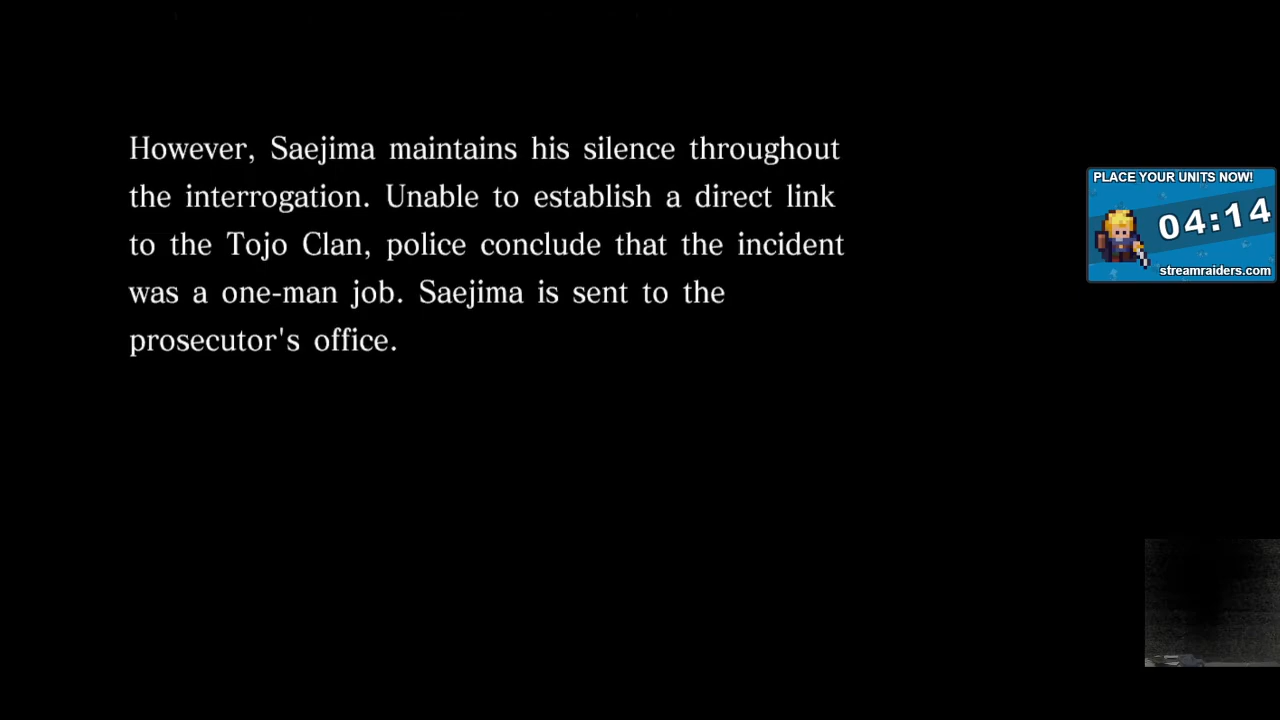 However, Saejima maintains his silence throughout
the interrogation. Unable to establish a direct link
to the Tojo Clan, police conclude that the incident
was a one-man job. Saejima is sent to the
prosecutor's office.
PLACE YOUR UNITS NOW!
04:14
streamraiders.com